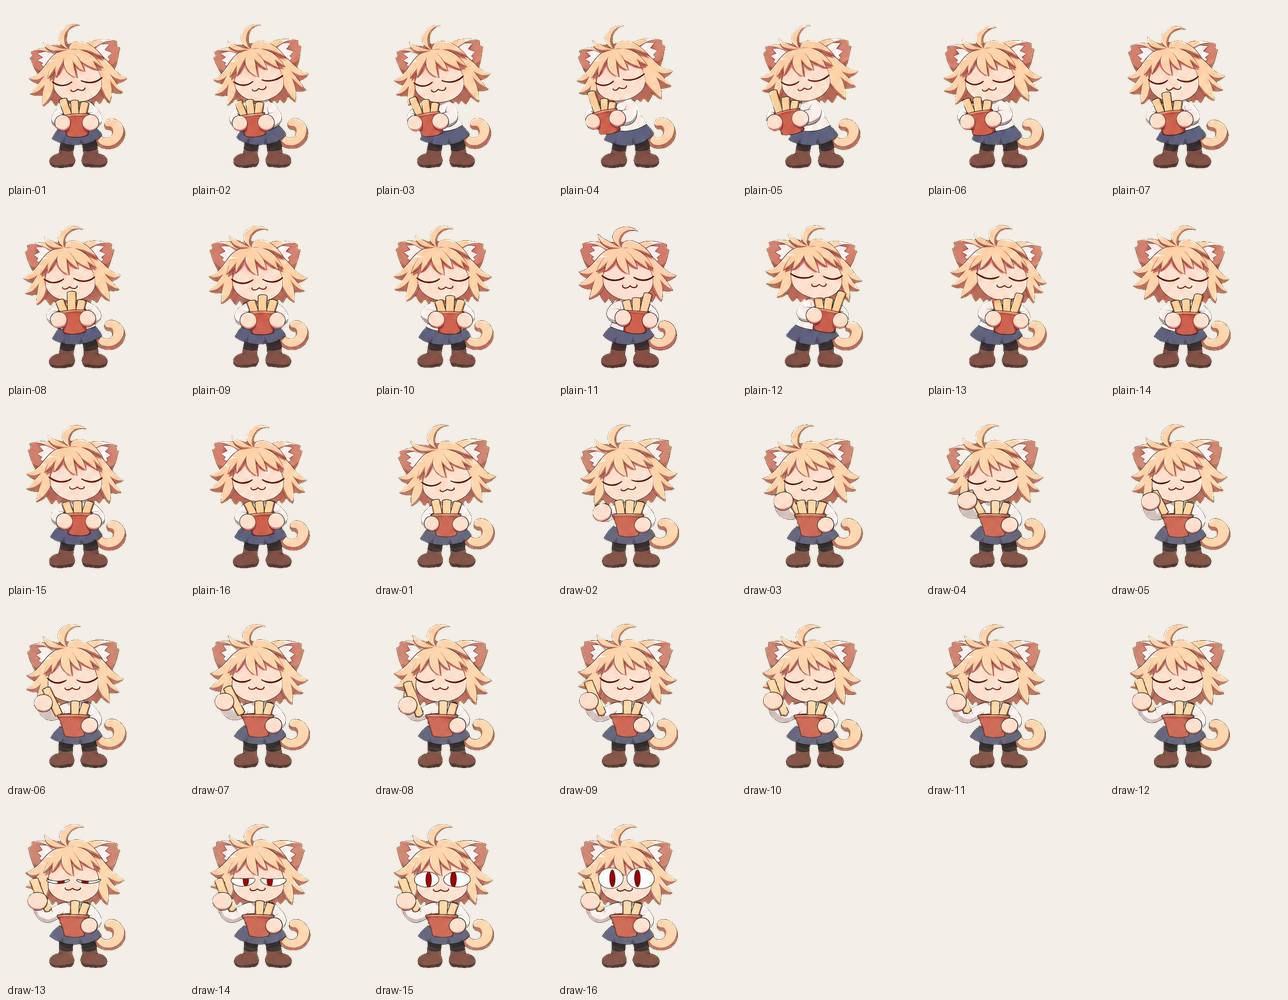 plain-01 plain-02 plain-03 plain-04 plain-05 plain-06 plain-07
plain-08 plain-09 plain-10 plain-11 plain-12 plain-13 plain-14
plain-15 plain-16 draw-01 draw-02 draw-03 draw-04 draw-05
draw-06 draw-07 draw-08 draw-09 draw-10 draw-11 draw-12
draw-13 draw-14 draw-15 draw-16